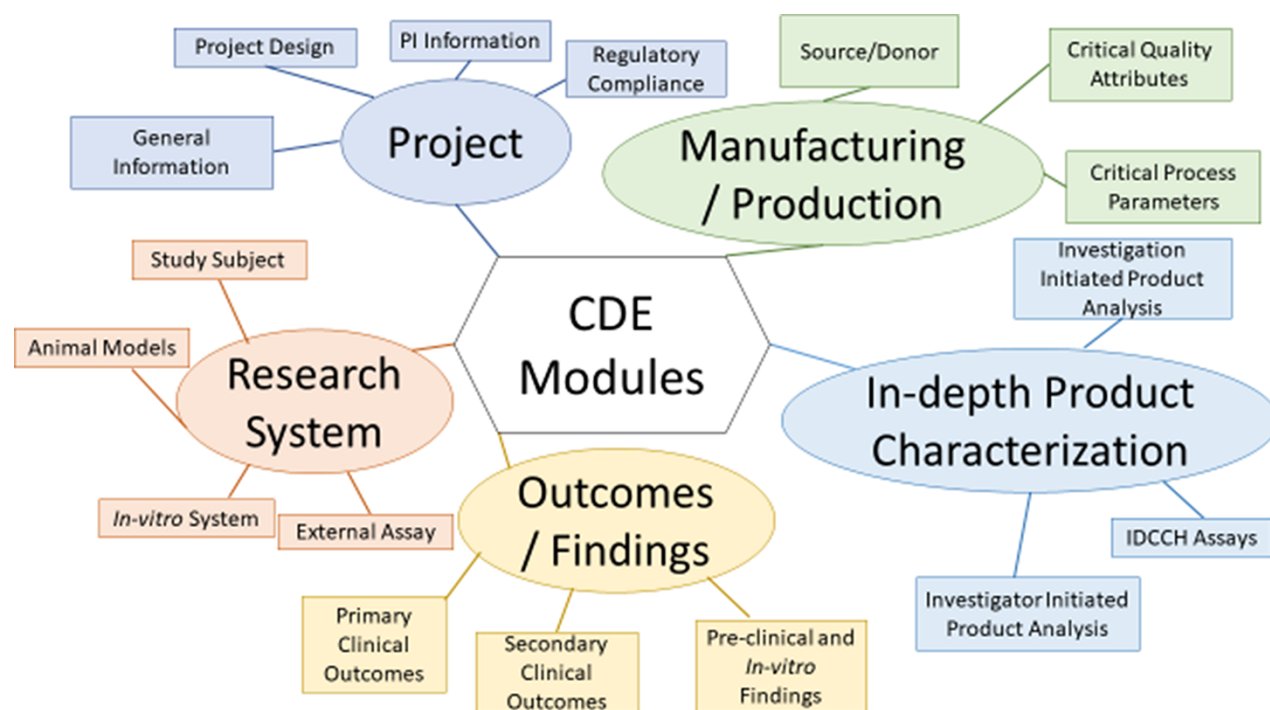 Project Design
PI Information
Regulatory
Compliance
General
Information
Project
Source/Donor
Critical Quality
Attributes
Manufacturing
/ Production
Critical Process
Parameters
Study Subject
Animal Models
Research
System
In-vitro System
External Assay
CDE
Modules
Investigation
Initiated Product
Analysis
In-depth Product
Characterization
IDCCH Assays
Investigator Initiated
Product Analysis
Outcomes
/ Findings
Primary
Clinical
Outcomes
Secondary
Clinical
Outcomes
Pre-clinical and
In-vitro
Findings